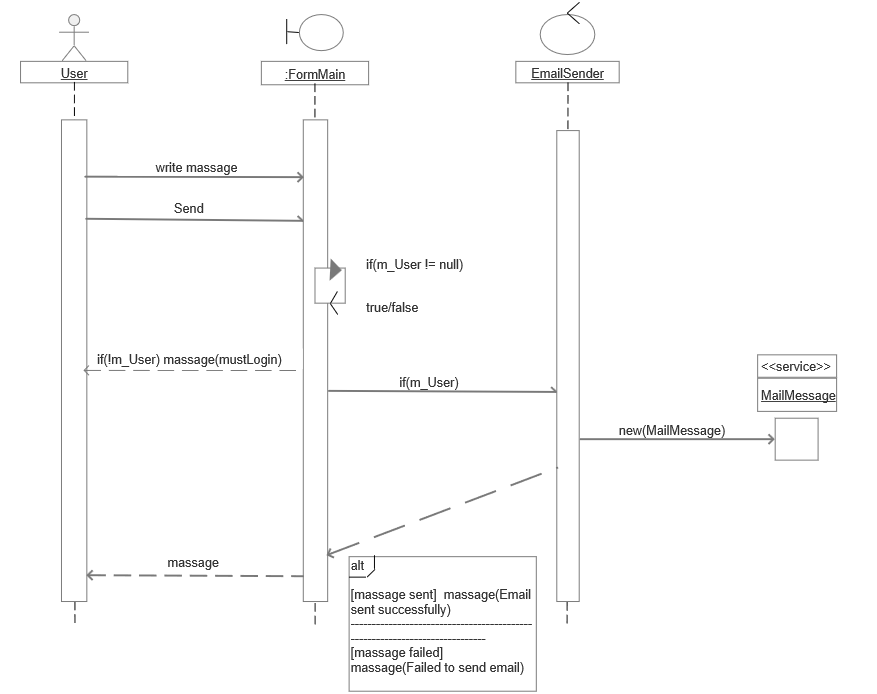 User
:FormMain
EmailSender
write massage
Send
if(m_User != null)
true/false
if(!m_User) massage(mustLogin)
if(m_User)
<<service>>
MailMessage
new(MailMessage)
massage
alt
[massage sent]  massage(Email
sent successfully)
[massage failed]
massage(Failed to send email)